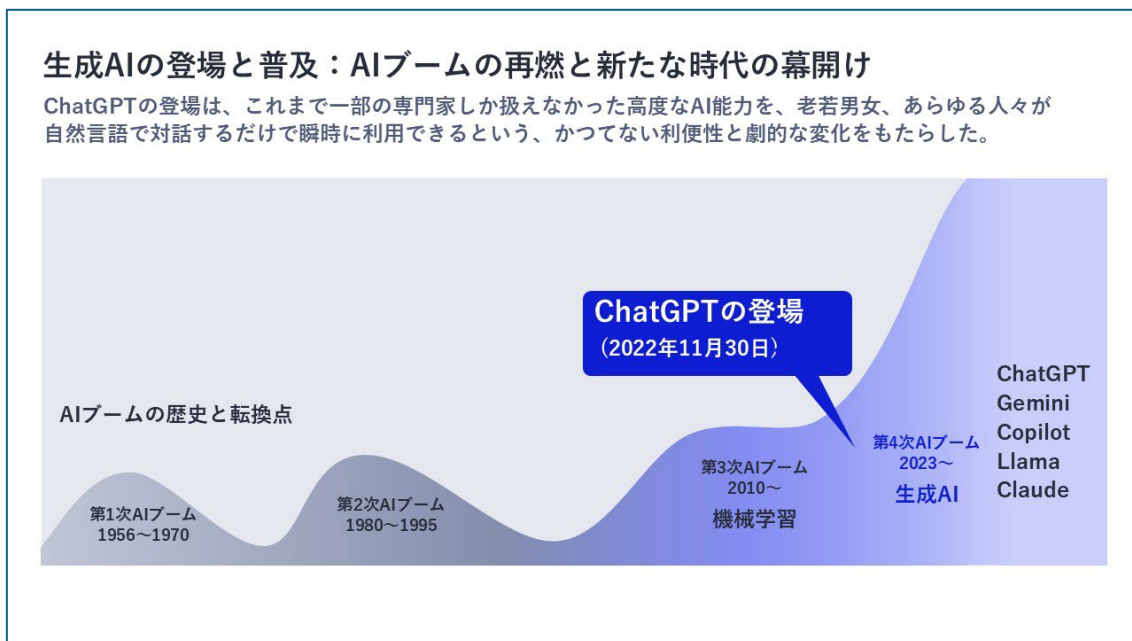 生成AIの登場と普及：AIブームの再燃と新たな時代の幕開け
ChatGPTの登場は、これまで一部の専門家しか扱えなかった高度なAI能力を、老若男女、あらゆる人々が
自然言語で対話するだけで瞬時に利用できるという、かつてない利便性と劇的な変化をもたらした。
ChatGPTの登場
（2022年11月30日）
AIブームの歴史と転換点
第1次AIブーム
1956～1970
第2次AIブーム
1980～1995
第3次AIブーム
2010～
機械学習
第4次AIブーム
2023～
生成AI
ChatGPT
Gemini
Copilot
Llama
Claude